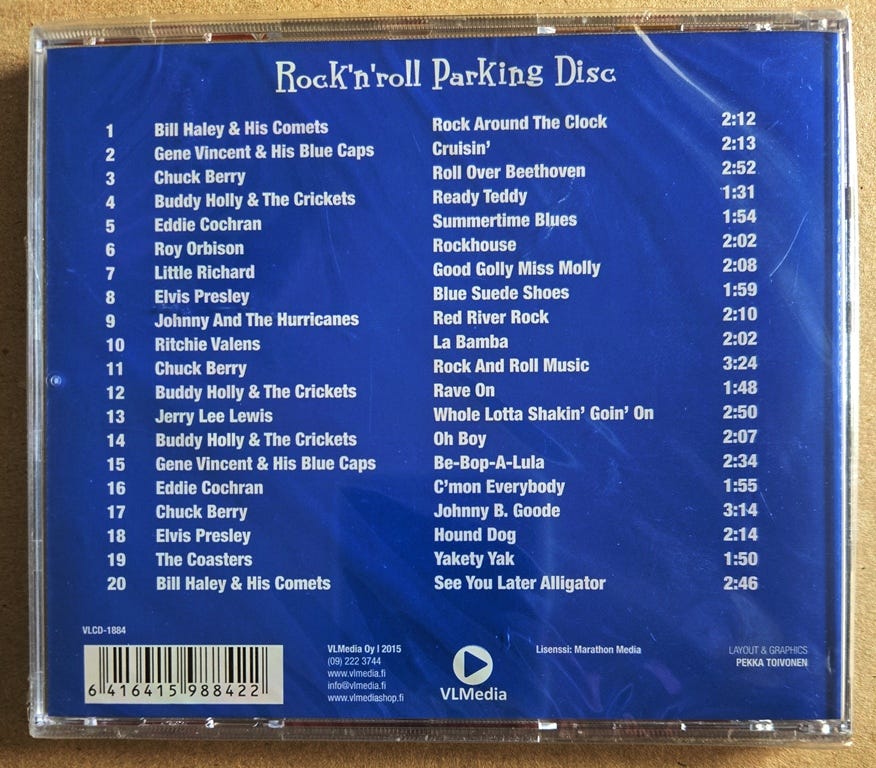 Rock'n'roll Parking Disc
1 Bill Haley & His Comets Rock Around The Clock 2:12
2 Gene Vincent & His Blue Caps Cruisin' 2:13
3 Chuck Berry Roll Over Beethoven 2:52
4 Buddy Holly & The Crickets Ready Teddy 1:31
5 Eddie Cochran Summertime Blues 1:54
6 Roy Orbison Rockhouse 2:02
7 Little Richard Good Golly Miss Molly 2:08
8 Elvis Presley Blue Suede Shoes 1:59
9 Johnny And The Hurricanes Red River Rock 2:10
10 Ritchie Valens La Bamba 2:02
11 Chuck Berry Rock And Roll Music 3:24
12 Buddy Holly & The Crickets Rave On 1:48
13 Jerry Lee Lewis Whole Lotta Shakin' Goin' On 2:50
14 Buddy Holly & The Crickets Oh Boy 2:07
15 Gene Vincent & His Blue Caps Be-Bop-A-Lula 2:34
16 Eddie Cochran C'mon Everybody 1:55
17 Chuck Berry Johnny B. Goode 3:14
18 Elvis Presley Hound Dog 2:14
19 The Coasters Yakety Yak 1:50
20 Bill Haley & His Comets See You Later Alligator 2:46
VLCD-1884
6 416415 988422
VLMedia Oy | 2015
(09) 222 3744
www.vlmedia.fi
info@vlmedia.fi
www.vlmediashop.fi
VLMedia
Lisenssi: Marathon Media
LAYOUT & GRAPHICS
PEKKA TOIVONEN